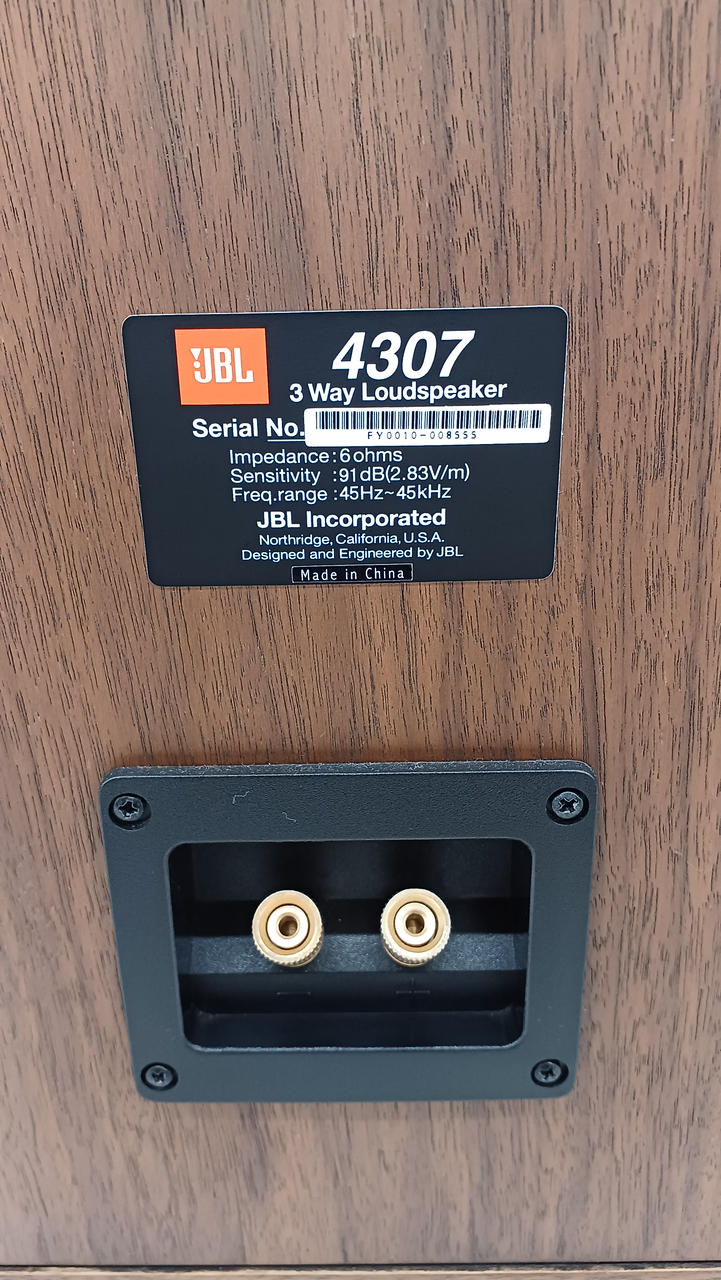 JBL
4307
3 Way Loudspeaker
Serial No.
FY0010-008555
Impedance:6ohms
Sensitivity :91dB(2.83V/m)
Freq.range :45Hz~45kHz
JBL Incorporated
Northridge, California, U.S.A.
Designed and Engineered by JBL
Made in China